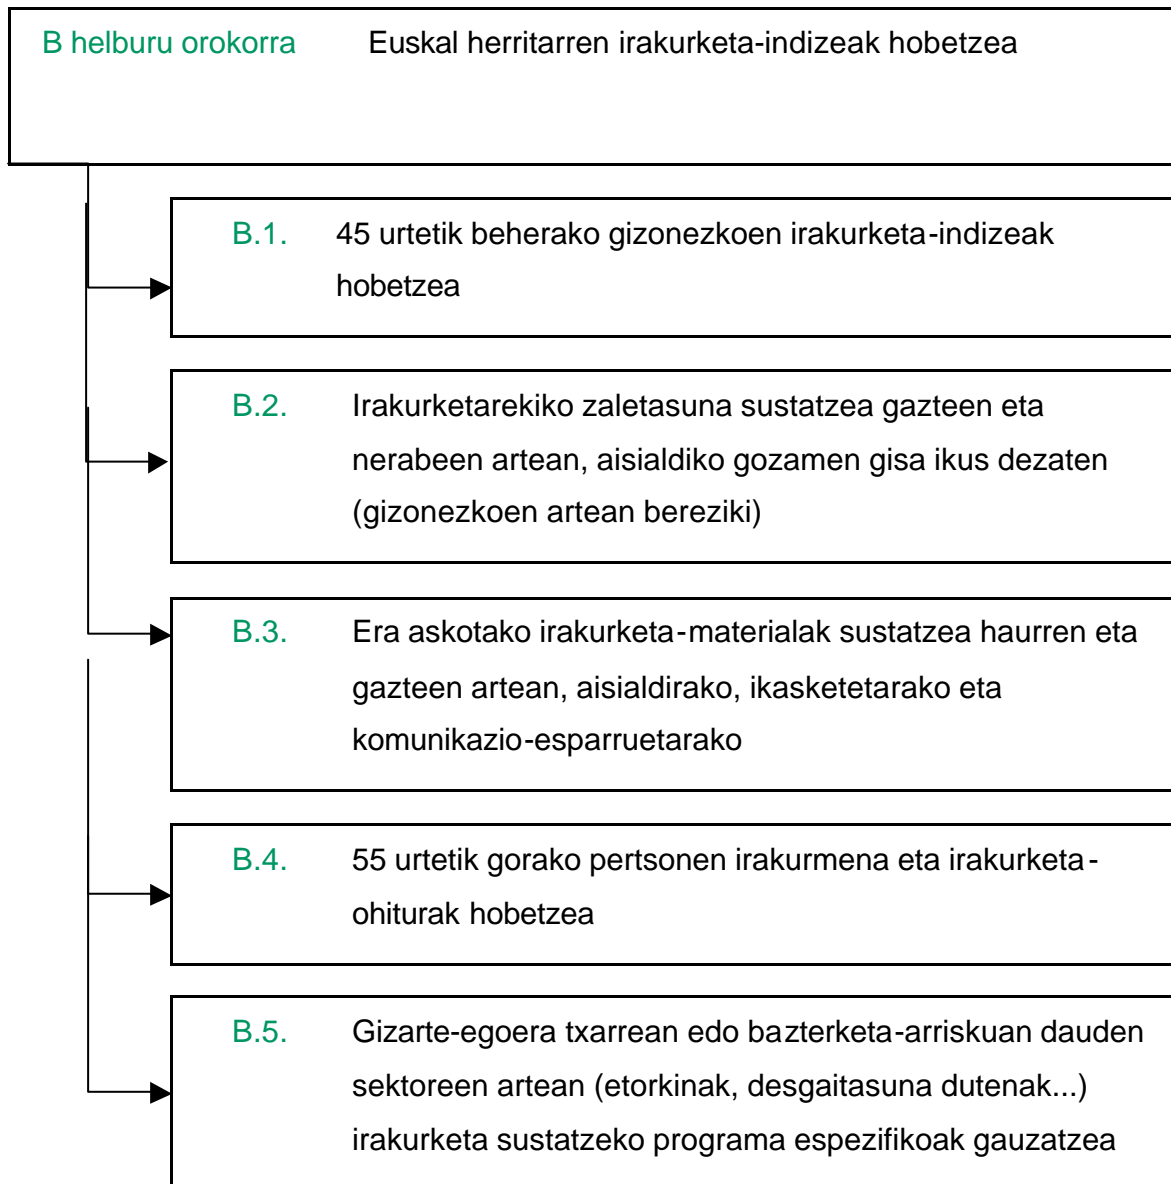 B helburu orokorra Euskal herritarren irakurketa-indizeak hobetzea
B.1. 45 urtetik beherako gizonezkoen irakurketa-indizeak
hobetzea
B.2. Irakurketarekiko zaletasuna sustatzea gazteen eta
nerabeen artean, aisialdiko gozamen gisa ikus dezaten
(gizonezkoen artean bereziki)
B.3. Era askotako irakurketa-materialak sustatzea haurren eta
gazteen artean, aisialdirako, ikasketetarako eta
komunikazio-esparruetarako
B.4. 55 urtetik gorako pertsonen irakurmena eta irakurketa-
ohiturak hobetzea
B.5. Gizarte-egoera txarrean edo bazterketa-arriskuan dauden
sektoreen artean (etorkinak, desgaitasuna dutenak...)
irakurketa sustatzeko programa espezifikoak gauzatzea